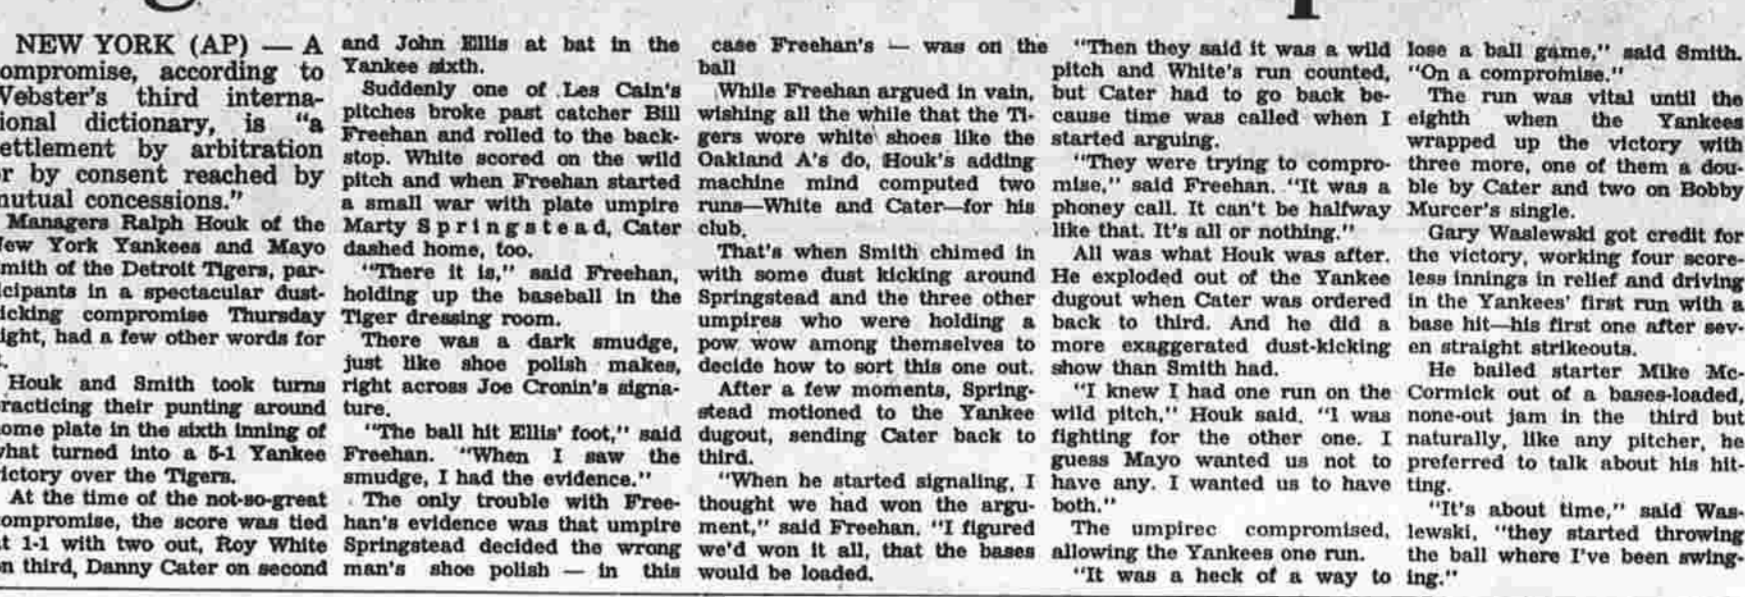 NEW YORK (AP) — A
ompromise, according to
Vebster's third interna-
ional dictionary, is "a
ettlement by arbitration
r by consent reached by
nutual concessions."
Managers Ralph Houk of the
New York Yankees and Mayo
mith of the Detroit Tigers, par-
icipants in a spectacular dust-
icking compromise Thursday
ight, had a few other words for
t.
Houk and Smith took turns
racticing their punting around
ome plate in the sixth inning of
what turned into a 5-1 Yankee
ictory over the Tigers.
At the time of the not-so-great
ompromise, the score was tied
at 1-1 with two out, Roy White
on third, Danny Cater on second
and John Ellis at bat in the
Yankee sixth.
Suddenly one of Les Cain's
pitches broke past catcher Bill
Freehan and rolled to the back-
stop. White scored on the wild
pitch and when Freehan started
a small war with plate umpire
Marty Springstead, Cater
dashed home, too.
"There it is," said Freehan,
holding up the baseball in the
Tiger dressing room.
There was a dark smudge,
just like shoe polish makes,
right across Joe Cronin's signa-
ture.
"The ball hit Ellis' foot," said
Freehan. "When I saw the
smudge, I had the evidence."
The only trouble with Free-
han's evidence was that umpire
Springstead decided the wrong
man's shoe polish — in this
case Freehan's — was on the
ball
While Freehan argued in vain,
wishing all the while that the Ti-
gers wore white shoes like the
Oakland A's do, Houk's adding
machine mind computed two
runs—White and Cater—for his
club.
That's when Smith chimed in
with some dust kicking around
Springstead and the three other
umpires who were holding a
pow wow among themselves to
decide how to sort this one out.
After a few moments, Spring-
stead motioned to the Yankee
dugout, sending Cater back to
third.
"When he started signaling, I
thought we had won the argu-
ment," said Freehan. "I figured
we'd won it all, that the bases
would be loaded.
"Then they said it was a wild
pitch and White's run counted,
but Cater had to go back be-
cause time was called when I
started arguing.
"They were trying to compro-
mise," said Freehan. "It was a
phoney call. It can't be halfway
like that. It's all or nothing."
All was what Houk was after.
He exploded out of the Yankee
dugout when Cater was ordered
back to third. And he did a
more exaggerated dust-kicking
show than Smith had.
"I knew I had one run on the
wild pitch," Houk said. "I was
fighting for the other one. I
guess Mayo wanted us not to
have any. I wanted us to have
both."
The umpirec compromised,
allowing the Yankees one run.
"It was a heck of a way to
lose a ball game," said Smith.
"On a compromise."
The run was vital until the
eighth when the Yankees
wrapped up the victory with
three more, one of them a dou-
ble by Cater and two on Bobby
Murcer's single.
Gary Waslewski got credit for
the victory, working four score-
less innings in relief and driving
in the Yankees' first run with a
base hit—his first one after sev-
en straight strikeouts.
He bailed starter Mike Mc-
Cormick out of a bases-loaded,
none-out jam in the third but
naturally, like any pitcher, he
preferred to talk about his hit-
ting.
"It's about time," said Was-
lewski, "they started throwing
the ball where I've been swing-
ing."